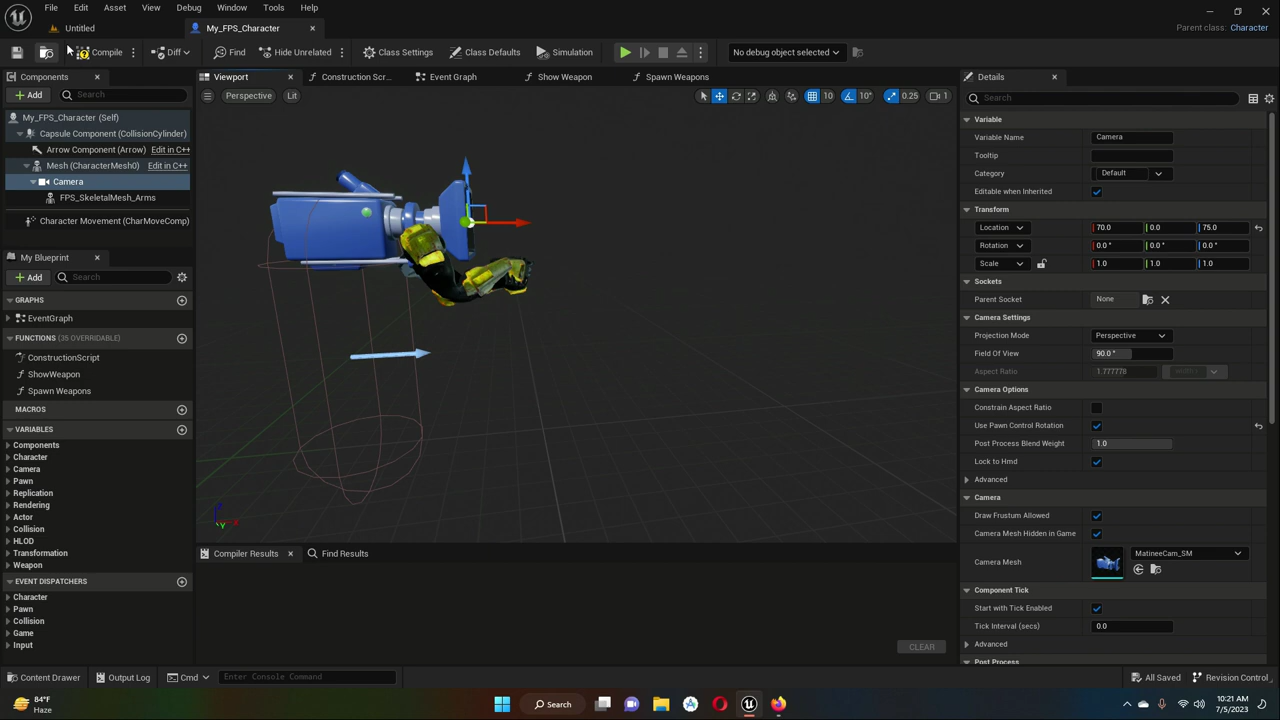 File Edit Asset View Debug Window Tools Help
Untitled My_FPS_Character
Parent class: Character
Compile Diff Find Hide Unrelated Class Settings Class Defaults Simulation No debug object selected
Components Viewport Construction Scr... Event Graph Show Weapon Spawn Weapons Details
Add Search Perspective Lit 10 10° 0.25 1 Search
My_FPS_Character (Self)
Capsule Component (CollisionCylinder)
Arrow Component (Arrow) Edit in C++
Mesh (CharacterMesh0) Edit in C++
Camera
FPS_SkeletalMesh_Arms
Character Movement (CharMoveComp)
My Blueprint
Add Search
GRAPHS
EventGraph
FUNCTIONS (35 OVERRIDABLE)
ConstructionScript
ShowWeapon
Spawn Weapons
MACROS
VARIABLES
Components
Character
Camera
Pawn
Replication
Rendering
Actor
Collision
HLOD
Transformation
Weapon
EVENT DISPATCHERS
Character
Pawn
Collision
Game
Input
Z X Y
Compiler Results Find Results
CLEAR
Variable
Variable Name Camera
Tooltip
Category Default
Editable when Inherited
Transform
Location 70.0 0.0 75.0
Rotation 0.0 ° 0.0 ° 0.0 °
Scale 1.0 1.0 1.0
Sockets
Parent Socket None
Camera Settings
Projection Mode Perspective
Field Of View 90.0 °
Aspect Ratio 1.777778
Camera Options
Constrain Aspect Ratio
Use Pawn Control Rotation
Post Process Blend Weight 1.0
Lock to Hmd
Advanced
Camera
Draw Frustum Allowed
Camera Mesh Hidden in Game
Camera Mesh MatineeCam_SM
Component Tick
Start with Tick Enabled
Tick Interval (secs) 0.0
Advanced
Post Process
Content Drawer Output Log Cmd Enter Console Command All Saved Revision Control
84°F
Haze
Search
10:21 AM
7/5/2023